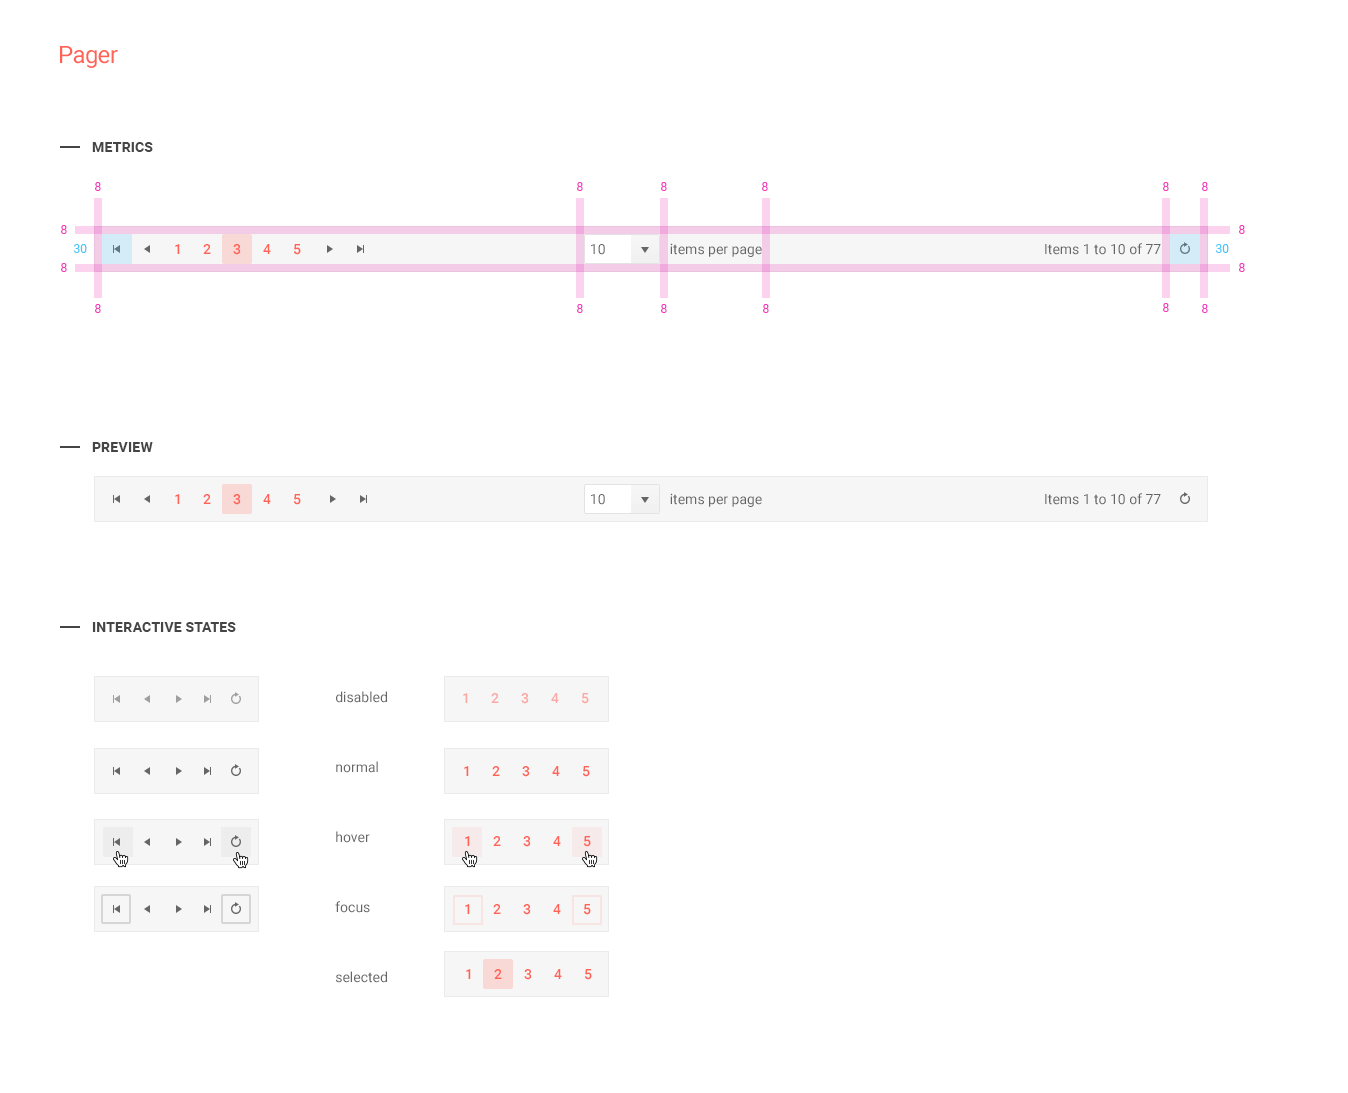 Pager
METRICS
8 8 8 8 8 8
8 8
30 1 2 3 4 5 10 items per page Items 1 to 10 of 77 30
8 8
8 8 8 8 8 8
PREVIEW
1 2 3 4 5 10 items per page Items 1 to 10 of 77
INTERACTIVE STATES
disabled 1 2 3 4 5
normal 1 2 3 4 5
hover 1 2 3 4 5
focus 1 2 3 4 5
selected 1 2 3 4 5